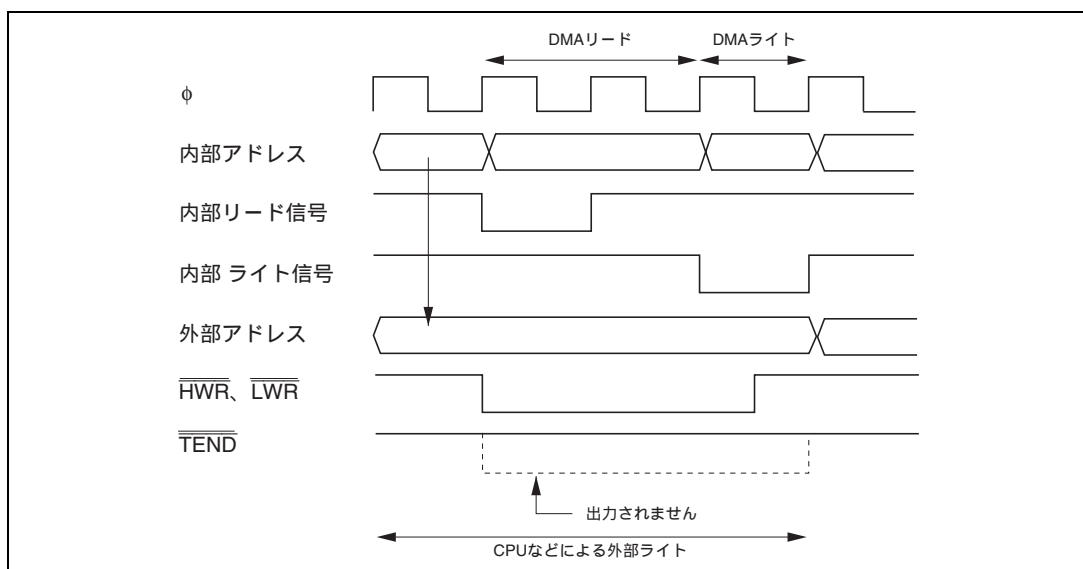 DMAリード DMAライト
φ
内部アドレス
内部リード信号
内部 ライト信号
外部アドレス
HWR、LWR
TEND
出力されません
CPUなどによる外部ライト